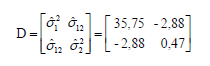 D = [ σ̂₁² σ̂₁₂ ] = [ 35,75 -2,88 ]
[ σ̂₁₂ σ̂₂² ] [ -2,88 0,47 ]